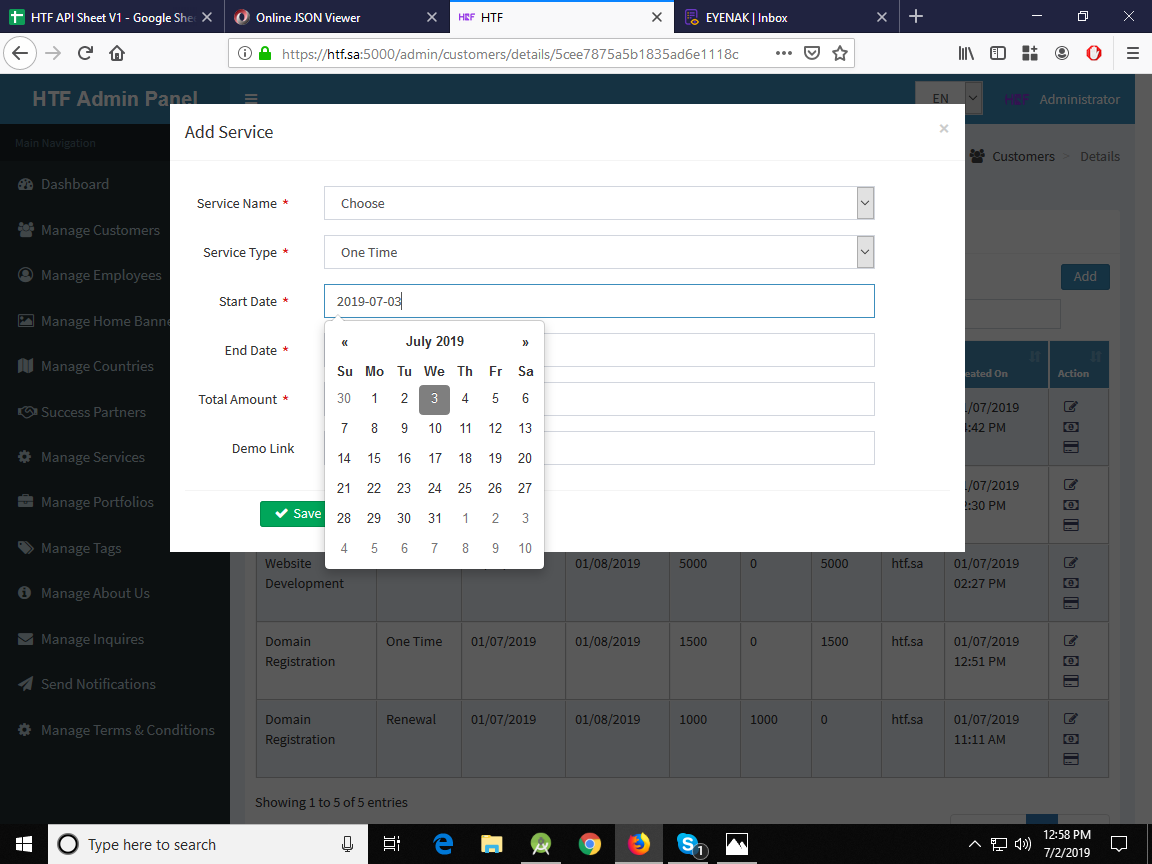 HTF API Sheet V1 - Google She
Online JSON Viewer
HTF
EYENAK | Inbox
https://htf.sa:5000/admin/customers/details/5cee7875a5b1835ad6e1118c
HTF Admin Panel
EN
Administrator
Main Navigation
Customers > Details
Dashboard
Manage Customers
Manage Employees
Manage Home Banne
Manage Countries
Success Partners
Manage Services
Manage Portfolios
Manage Tags
Manage About Us
Manage Inquires
Send Notifications
Manage Terms & Conditions
Add Service
×
Service Name *
Choose
Service Type *
One Time
Start Date *
2019-07-03
End Date *
Total Amount *
Demo Link
Save
« July 2019 »
Su Mo Tu We Th Fr Sa
30 1 2 3 4 5 6
7 8 9 10 11 12 13
14 15 16 17 18 19 20
21 22 23 24 25 26 27
28 29 30 31 1 2 3
4 5 6 7 8 9 10
Add
eated On Action
/07/2019
:42 PM
/07/2019
:30 PM
Website 01/08/2019 5000 0 5000 htf.sa 01/07/2019
Development 02:27 PM
Domain One Time 01/07/2019 01/08/2019 1500 0 1500 htf.sa 01/07/2019
Registration 12:51 PM
Domain Renewal 01/07/2019 01/08/2019 1000 1000 0 htf.sa 01/07/2019
Registration 11:11 AM
Showing 1 to 5 of 5 entries
Type here to search
1
12:58 PM
7/2/2019